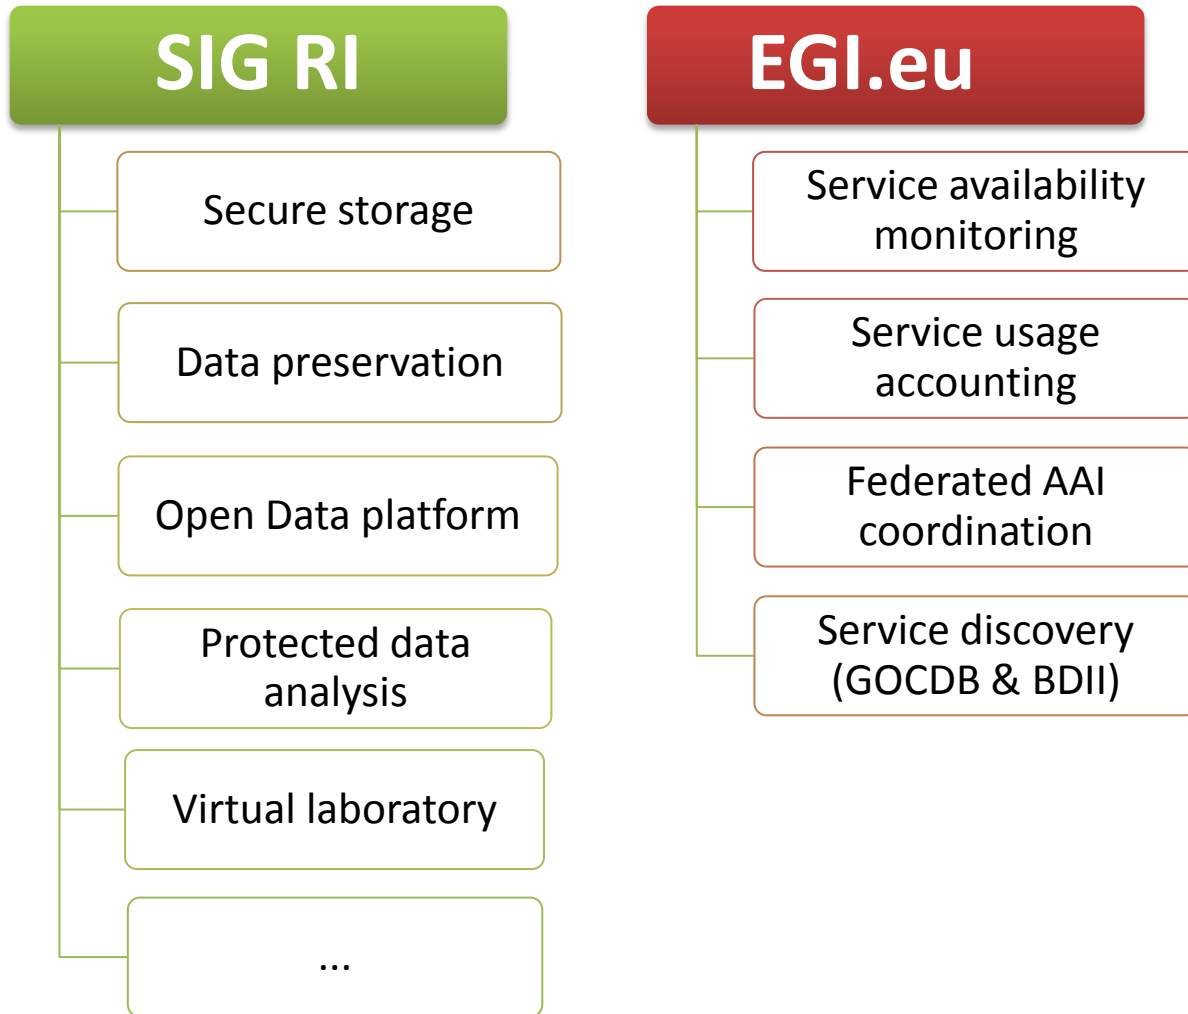 SIG RI
Secure storage
Data preservation
Open Data platform
Protected data
analysis
Virtual laboratory
...
EGI.eu
Service availability
monitoring
Service usage
accounting
Federated AAI
coordination
Service discovery
(GOCDB & BDII)